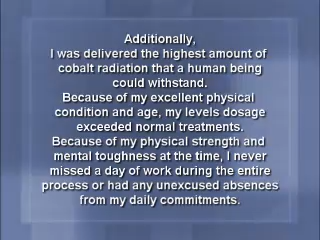 Additionally,
I was delivered the highest amount of
cobalt radiation that a human being
could withstand.
Because of my excellent physical
condition and age, my levels dosage
exceeded normal treatments.
Because of my physical strength and
mental toughness at the time, I never
missed a day of work during the entire
process or had any unexcused absences
from my daily commitments.